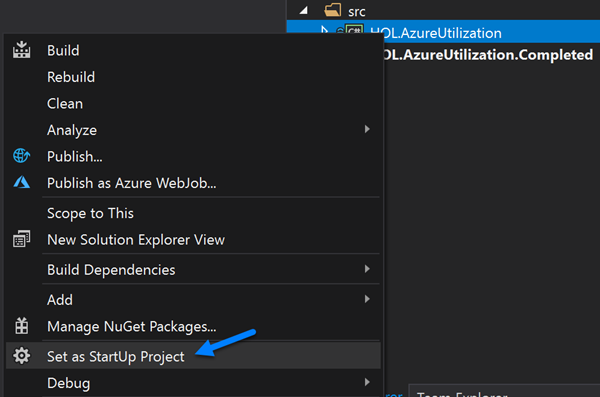 src
C# HOL.AzureUtilization
OL.AzureUtilization.Completed
Build
Rebuild
Clean
Analyze
Publish...
Publish as Azure WebJob...
Scope to This
New Solution Explorer View
Build Dependencies
Add
Manage NuGet Packages...
Set as StartUp Project
Debug
Team Explorer